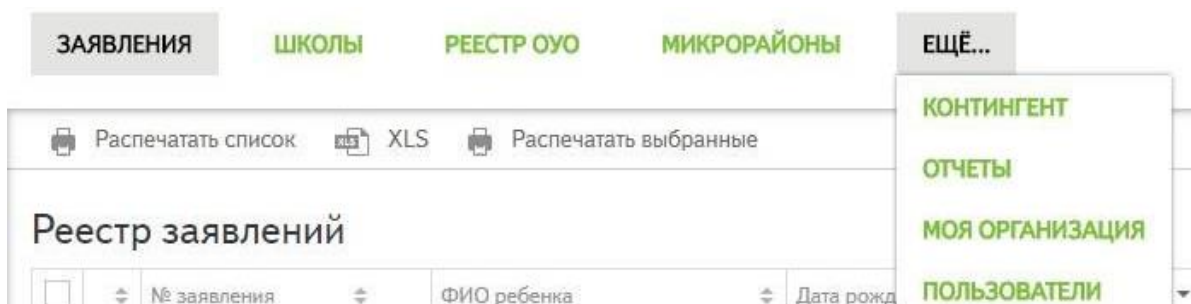 ЗАЯВЛЕНИЯ ШКОЛЫ РЕЕСТР ОУО МИКРОРАЙОНЫ ЕЩЁ...
КОНТИНГЕНТ
Распечатать список XLS Распечатать выбранные
ОТЧЕТЫ
Реестр заявлений
МОЯ ОРГАНИЗАЦИЯ
№ заявления ФИО ребенка Дата рожд
ПОЛЬЗОВАТЕЛИ